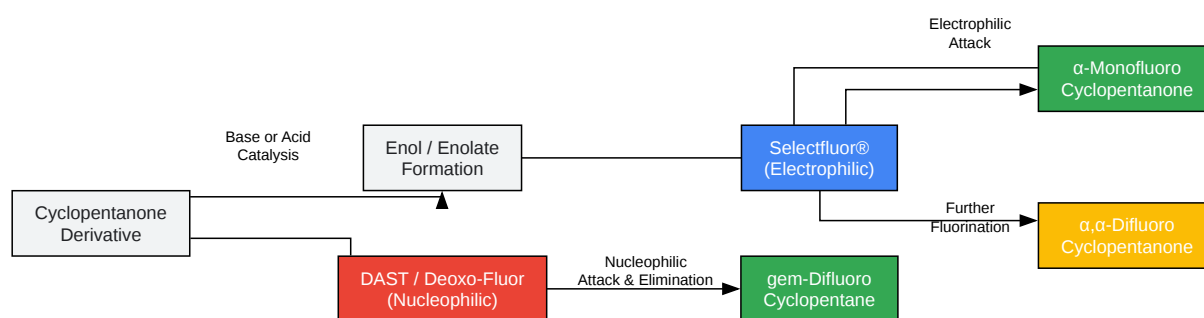 Electrophilic
Attack
α-Monofluoro
Cyclopentanone
Base or Acid
Catalysis
Enol / Enolate
Formation
Selectfluor®
(Electrophilic)
Cyclopentanone
Derivative
Further
Fluorination
α,α-Difluoro
Cyclopentanone
DAST / Deoxo-Fluor
(Nucleophilic)
Nucleophilic
Attack & Elimination
gem-Difluoro
Cyclopentane